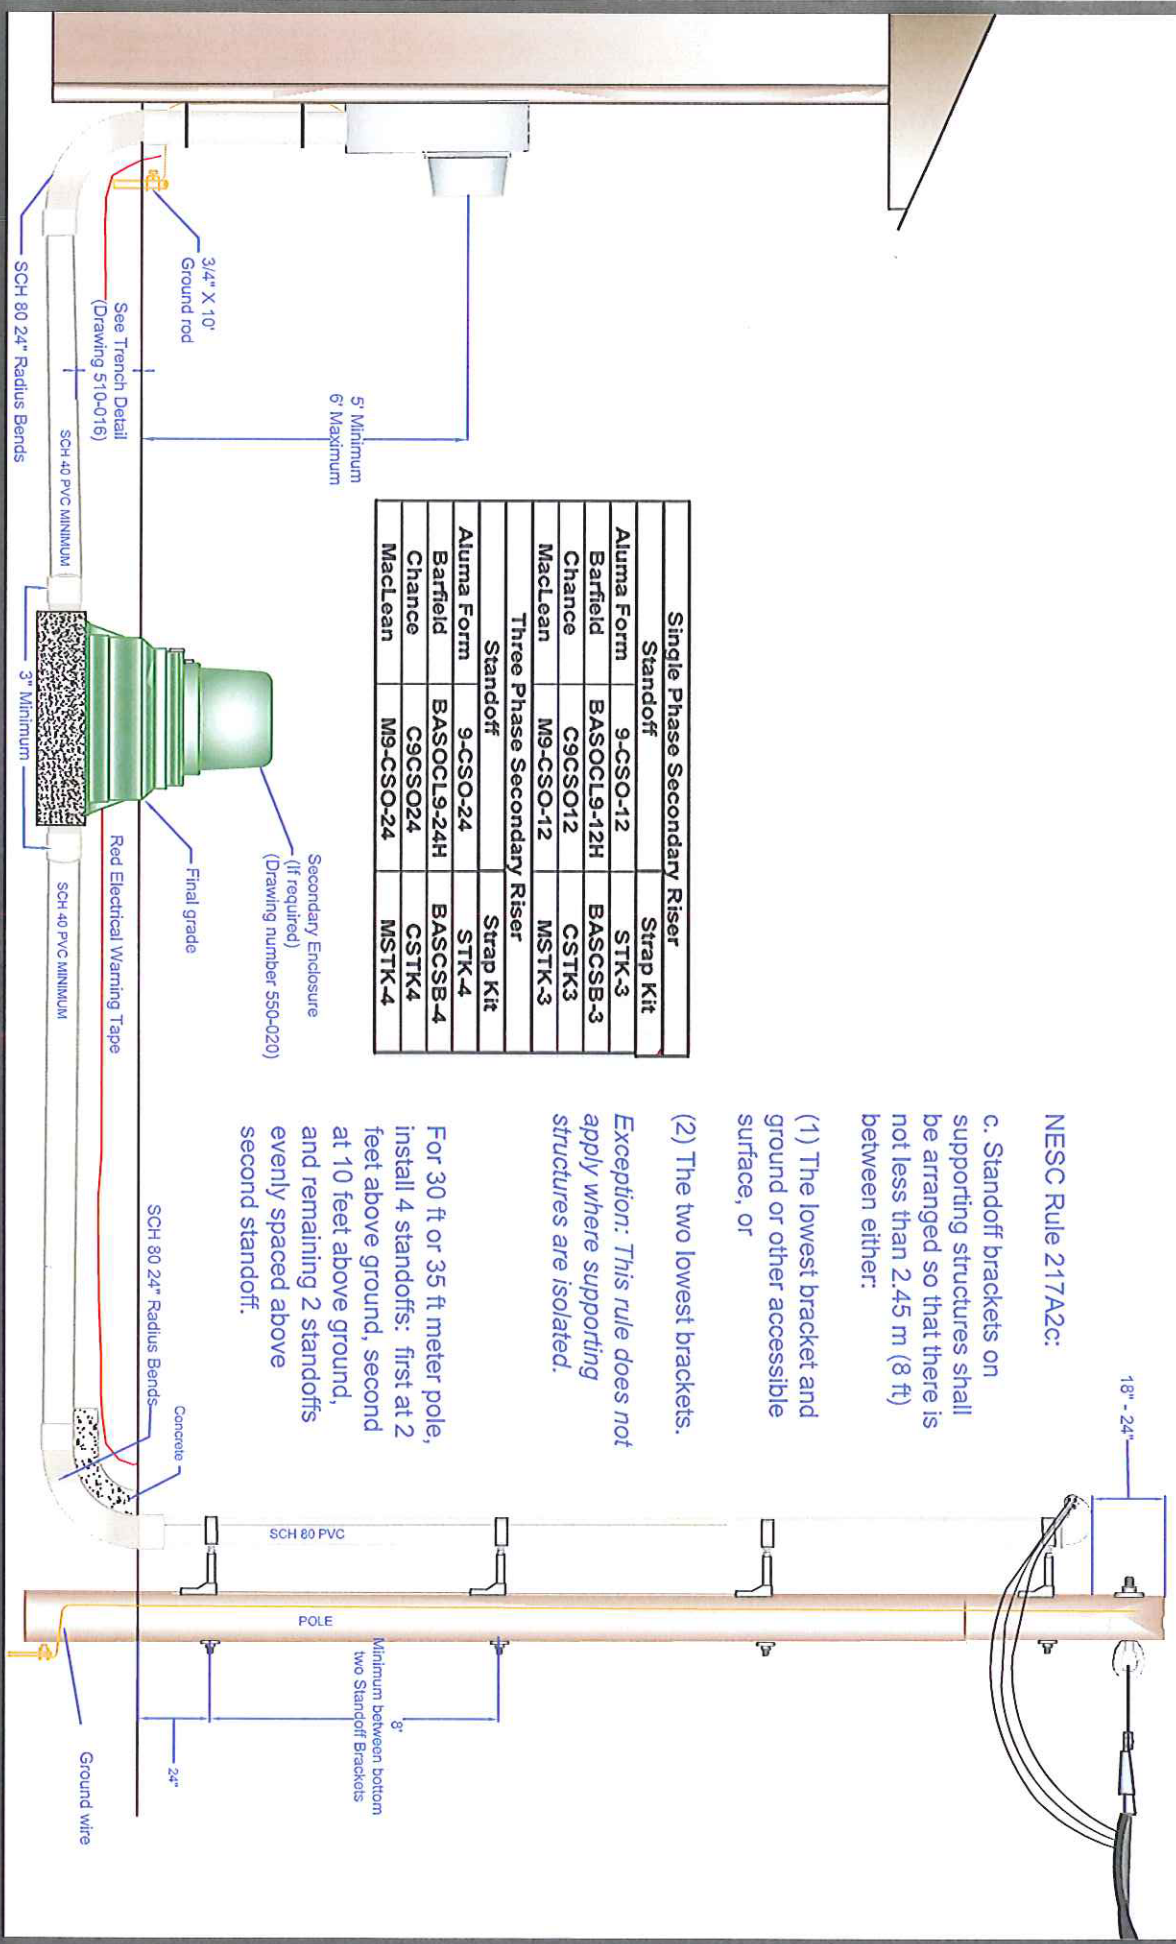 NESC Rule 217A2c:
c. Standoff brackets on
supporting structures shall
be arranged so that there is
not less than 2.45 m (8 ft)
between either:
(1) The lowest bracket and
ground or other accessible
surface, or
(2) The two lowest brackets.
Exception: This rule does not
apply where supporting
structures are isolated.
For 30 ft or 35 ft meter pole,
install 4 standoffs: first at 2
feet above ground, second
at 10 feet above ground,
and remaining 2 standoffs
evenly spaced above
second standoff.
18" - 24"
Single Phase Secondary Riser
Standoff Strap Kit
Aluma Form 9-CSO-12 STK-3
Barfield BASOCL9-12H BASCSB-3
Chance C9CSO12 CSTK3
MacLean M9-CSO-12 MSTK-3
Three Phase Secondary Riser
Standoff Strap Kit
Aluma Form 9-CSO-24 STK-4
Barfield BASOCL9-24H BASCSB-4
Chance C9CSO24 CSTK4
MacLean M9-CSO-24 MSTK-4
5' Minimum
6' Maximum
3/4" X 10'
Ground rod
See Trench Detail
(Drawing 510-016)
SCH 40 PVC MINIMUM
SCH 80 24" Radius Bends
3" Minimum
Secondary Enclosure
(If required)
(Drawing number 550-020)
Final grade
Red Electrical Warning Tape
SCH 40 PVC MINIMUM
SCH 80 24" Radius Bends
Concrete
SCH 80 PVC
POLE
8'
Minimum between bottom
two Standoff Brackets
24"
Ground wire